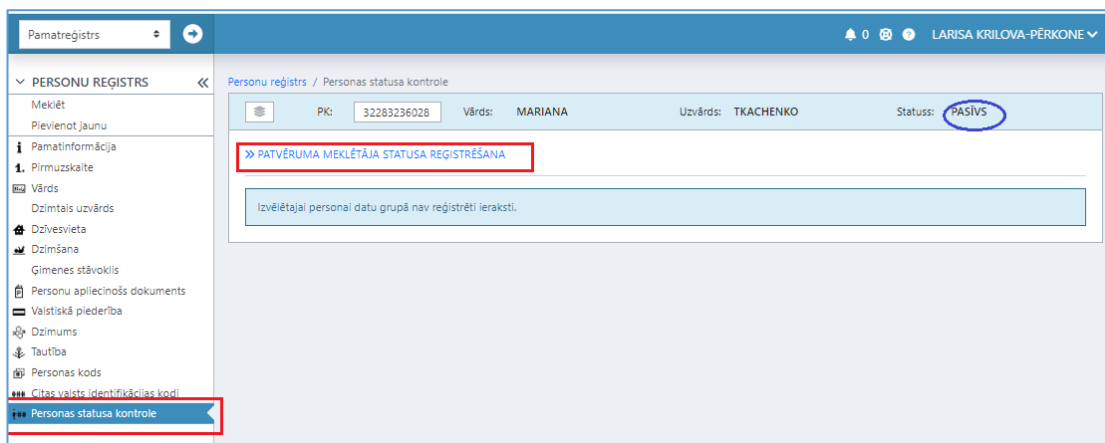 Pamatreģistrs
0 LARISA KRILOVA-PĒRKONE
PERSONU REĢISTRS
Meklēt
Pievienot jaunu
Pamatinformācija
1. Pirmuzskaite
Vārds
Dzimtais uzvārds
Dzīvesvieta
Dzimšana
Ģimenes stāvoklis
Personu apliecinošs dokuments
Valstiskā piederība
Dzimums
Tautība
Personas kods
Citas valsts identifikācijas kodi
Personas statusa kontrole
Personu reģistrs / Personas statusa kontrole
PK: 32283236028 Vārds: MARIANA Uzvārds: TKACHENKO Statuss: PASĪVS
PATVĒRUMA MEKLĒTĀJA STATUSA REĢISTRĒŠANA
Izvēlētajai personai datu grupā nav reģistrēti ieraksti.